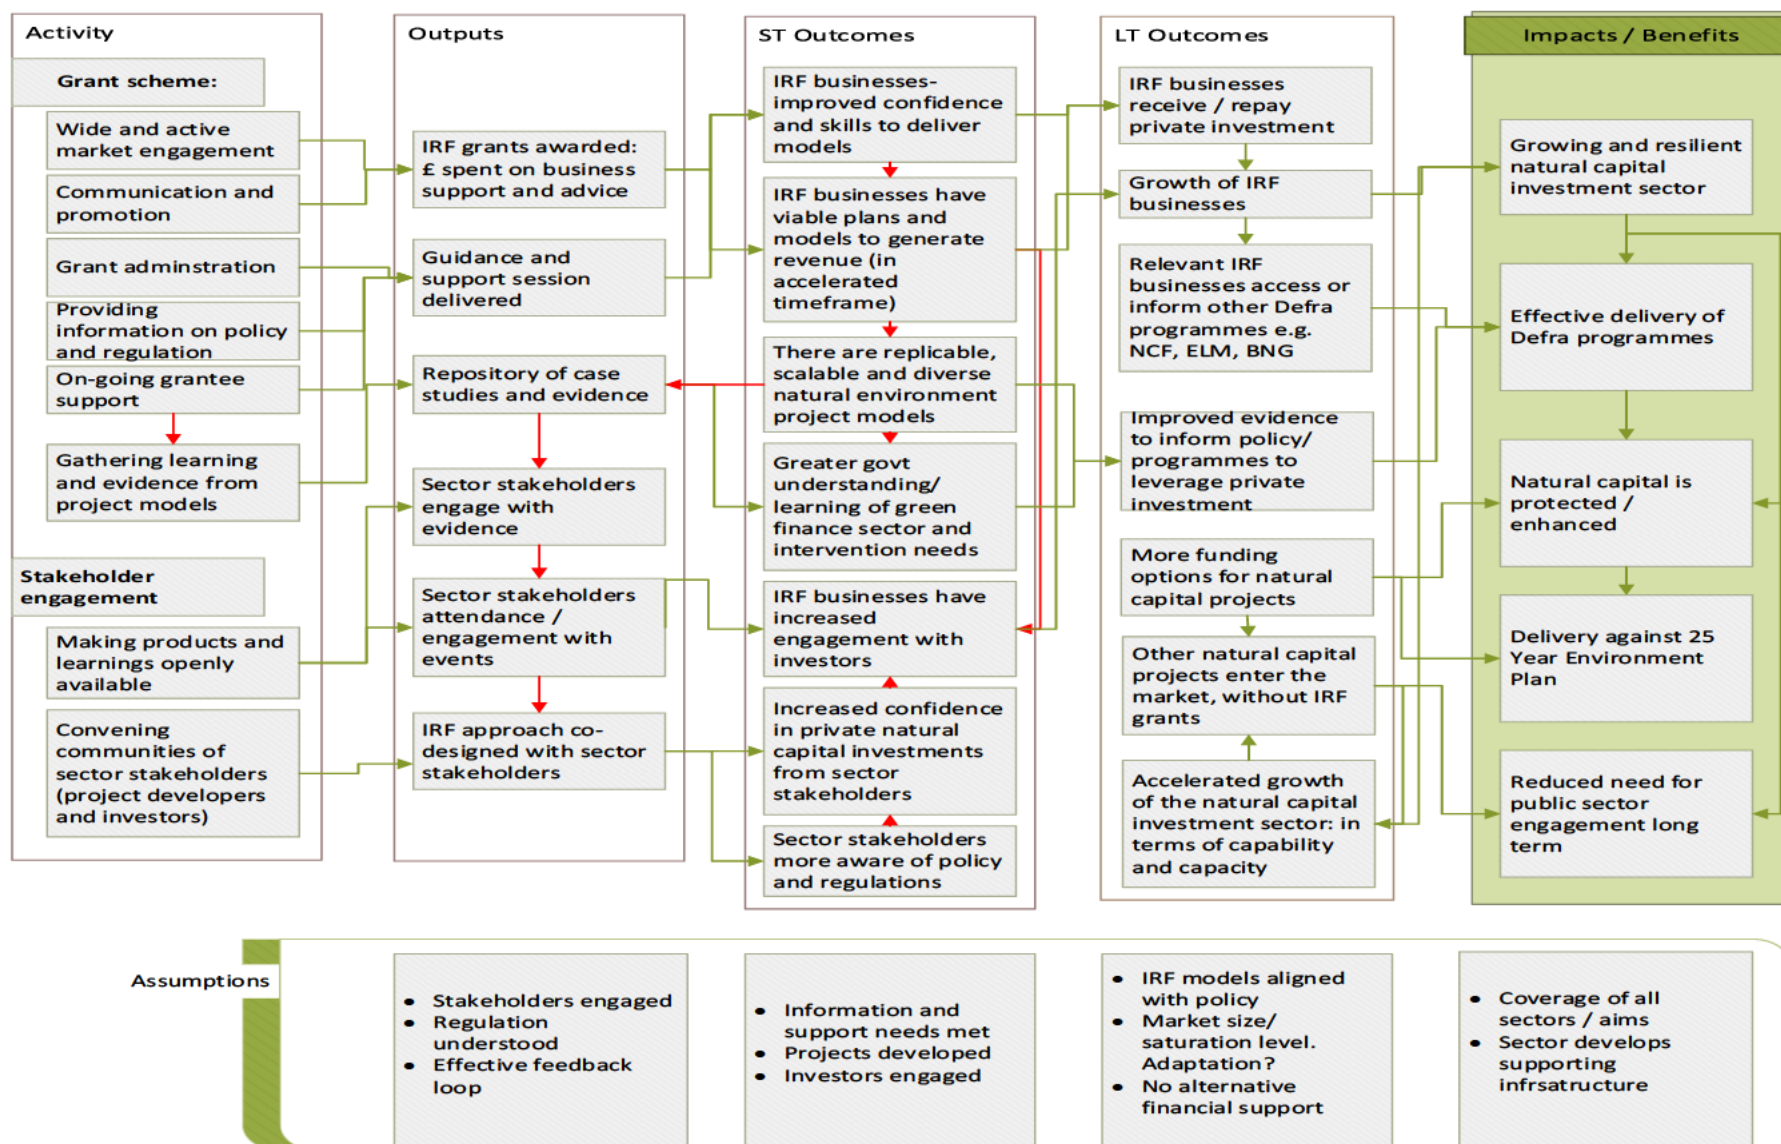 Activity
Grant scheme:
Wide and active
market engagement
Communication and
promotion
Grant adminstration
Providing
information on policy
and regulation
On-going grantee
support
Gathering learning
and evidence from
project models
Stakeholder
engagement
Making products and
learnings openly
available
Convening
communities of
sector stakeholders
(project developers
and investors)
Outputs
IRF grants awarded:
£ spent on business
support and advice
Guidance and
support session
delivered
Repository of case
studies and evidence
Sector stakeholders
engage with
evidence
Sector stakeholders
attendance /
engagement with
events
IRF approach co-
designed with sector
stakeholders
ST Outcomes
IRF businesses-
improved confidence
and skills to deliver
models
IRF businesses have
viable plans and
models to generate
revenue (in
accelerated
timeframe)
There are replicable,
scalable and diverse
natural environment
project models
Greater govt
understanding/
learning of green
finance sector and
intervention needs
IRF businesses have
increased
engagement with
investors
Increased confidence
in private natural
capital investments
from sector
stakeholders
Sector stakeholders
more aware of policy
and regulations
LT Outcomes
IRF businesses
receive / repay
private investment
Growth of IRF
businesses
Relevant IRF
businesses access or
inform other Defra
programmes e.g.
NCF, ELM, BNG
Improved evidence
to inform policy/
programmes to
leverage private
investment
More funding
options for natural
capital projects
Other natural capital
projects enter the
market, without IRF
grants
Accelerated growth
of the natural capital
investment sector: in
terms of capability
and capacity
Impacts / Benefits
Growing and resilient
natural capital
investment sector
Effective delivery of
Defra programmes
Natural capital is
protected /
enhanced
Delivery against 25
Year Environment
Plan
Reduced need for
public sector
engagement long
term
Assumptions
• Stakeholders engaged
• Regulation
understood
• Effective feedback
loop
• Information and
support needs met
• Projects developed
• Investors engaged
• IRF models aligned
with policy
• Market size/
saturation level.
Adaptation?
• No alternative
financial support
• Coverage of all
sectors / aims
• Sector develops
supporting
infrsatructure